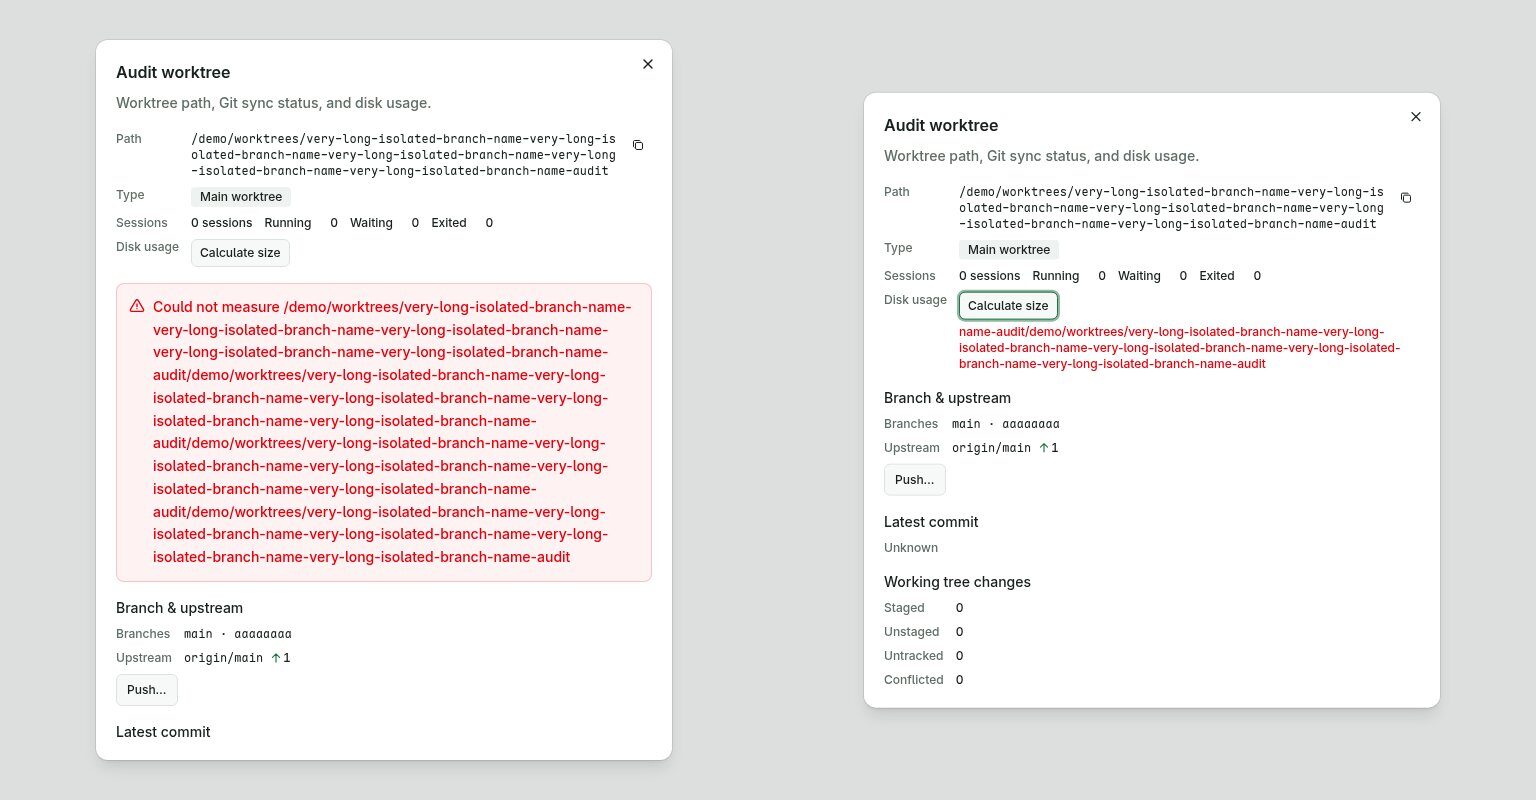 Audit worktree
Worktree path, Git sync status, and disk usage.
Path
/demo/worktrees/very-long-isolated-branch-name-very-long-is
olated-branch-name-very-long-isolated-branch-name-very-long
-isolated-branch-name-very-long-isolated-branch-name-audit
Type Main worktree
Sessions 0 sessions Running 0 Waiting 0 Exited 0
Disk usage Calculate size
Could not measure /demo/worktrees/very-long-isolated-branch-name-
very-long-isolated-branch-name-very-long-isolated-branch-name-
very-long-isolated-branch-name-very-long-isolated-branch-name-
audit/demo/worktrees/very-long-isolated-branch-name-very-long-
isolated-branch-name-very-long-isolated-branch-name-very-long-
isolated-branch-name-very-long-isolated-branch-name-
audit/demo/worktrees/very-long-isolated-branch-name-very-long-
isolated-branch-name-very-long-isolated-branch-name-very-long-
isolated-branch-name-very-long-isolated-branch-name-
audit/demo/worktrees/very-long-isolated-branch-name-very-long-
isolated-branch-name-very-long-isolated-branch-name-very-long-
isolated-branch-name-very-long-isolated-branch-name-audit
Branch & upstream
Branches main · aaaaaaaa
Upstream origin/main ↑1
Push...
Latest commit
Audit worktree
Worktree path, Git sync status, and disk usage.
Path
/demo/worktrees/very-long-isolated-branch-name-very-long-is
olated-branch-name-very-long-isolated-branch-name-very-long
-isolated-branch-name-very-long-isolated-branch-name-audit
Type Main worktree
Sessions 0 sessions Running 0 Waiting 0 Exited 0
Disk usage Calculate size
name-audit/demo/worktrees/very-long-isolated-branch-name-very-long-
isolated-branch-name-very-long-isolated-branch-name-very-long-isolated-
branch-name-very-long-isolated-branch-name-audit
Branch & upstream
Branches main · aaaaaaaa
Upstream origin/main ↑1
Push...
Latest commit
Unknown
Working tree changes
Staged 0
Unstaged 0
Untracked 0
Conflicted 0